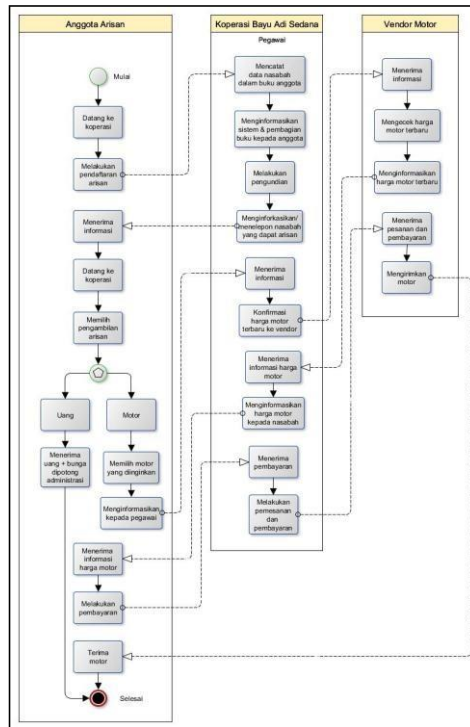 Anggota Arisan
Mulai
Datang ke
koperasi
Melakukan
pendaftaran
arisan
Menerima
informasi
Datang ke
koperasi
Memilih
pengambilan
arisan
Uang
Motor
Menerima
uang + bunga
dipotong
administrasi
Memilih motor
yang diinginkan
Menginformasikan
kepada pegawai
Menerima
informasi
harga motor
Melakukan
pembayaran
Terima
motor
Selesai
Koperasi Bayu Adi Sedana
Pegawai
Mencatat
data nasabah
dalam buku anggota
Menginformasikan
sistem & pembagian
buku kepada anggota
Melakukan
pengundian
Menginforkasikan/
menelepon nasabah
yang dapat arisan
Menerima
informasi
Konfirmasi
harga motor
terbaru ke vendor
Menerima
informasi harga
motor
Menginformasikan
harga motor
kepada nasabah
Menerima
pembayaran
Melakukan
pemesanan
dan
pembayaran
Vendor Motor
Menerima
informasi
Mengecek harga
motor terbaru
Menginformasikan
harga motor terbaru
Menerima
pesanan dan
pembayaran
Mengirimkan
motor